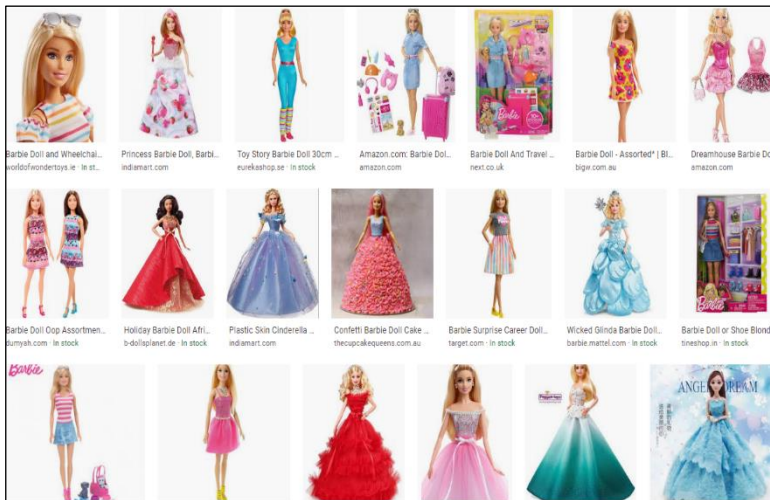 Barbie Doll and Wheelchai...
worldofwondertoys.ie · In st...
Princess Barbie Doll, Barbi...
indiamart.com
Toy Story Barbie Doll 30cm ...
eurekashop.se · In stock
Amazon.com: Barbie Dol...
amazon.com
Barbie Doll And Travel ...
next.co.uk
Barbie Doll - Assorted* | BI...
bigw.com.au
Dreamhouse Barbie Do
amazon.com
Barbie Doll Oop Assortmen...
dumyah.com · In stock
Holiday Barbie Doll Afri...
b-dollsplanet.de · In stock
Plastic Skin Cinderella ...
indiamart.com
Confetti Barbie Doll Cake ...
thecupcakequeens.com.au
Barbie Surprise Career Doll...
target.com · In stock
Wicked Glinda Barbie Doll...
barbie.mattel.com · In stock
Barbie
Barbie Doll or Shoe Blond
tineshop.in · In stock
Barbie
ANGEL DREAM